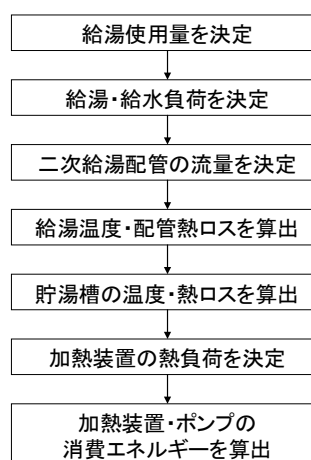 給湯使用量を決定
給湯・給水負荷を決定
二次給湯配管の流量を決定
給湯温度・配管熱ロスを算出
貯湯槽の温度・熱ロスを算出
加熱装置の熱負荷を決定
加熱装置・ポンプの
消費エネルギーを算出